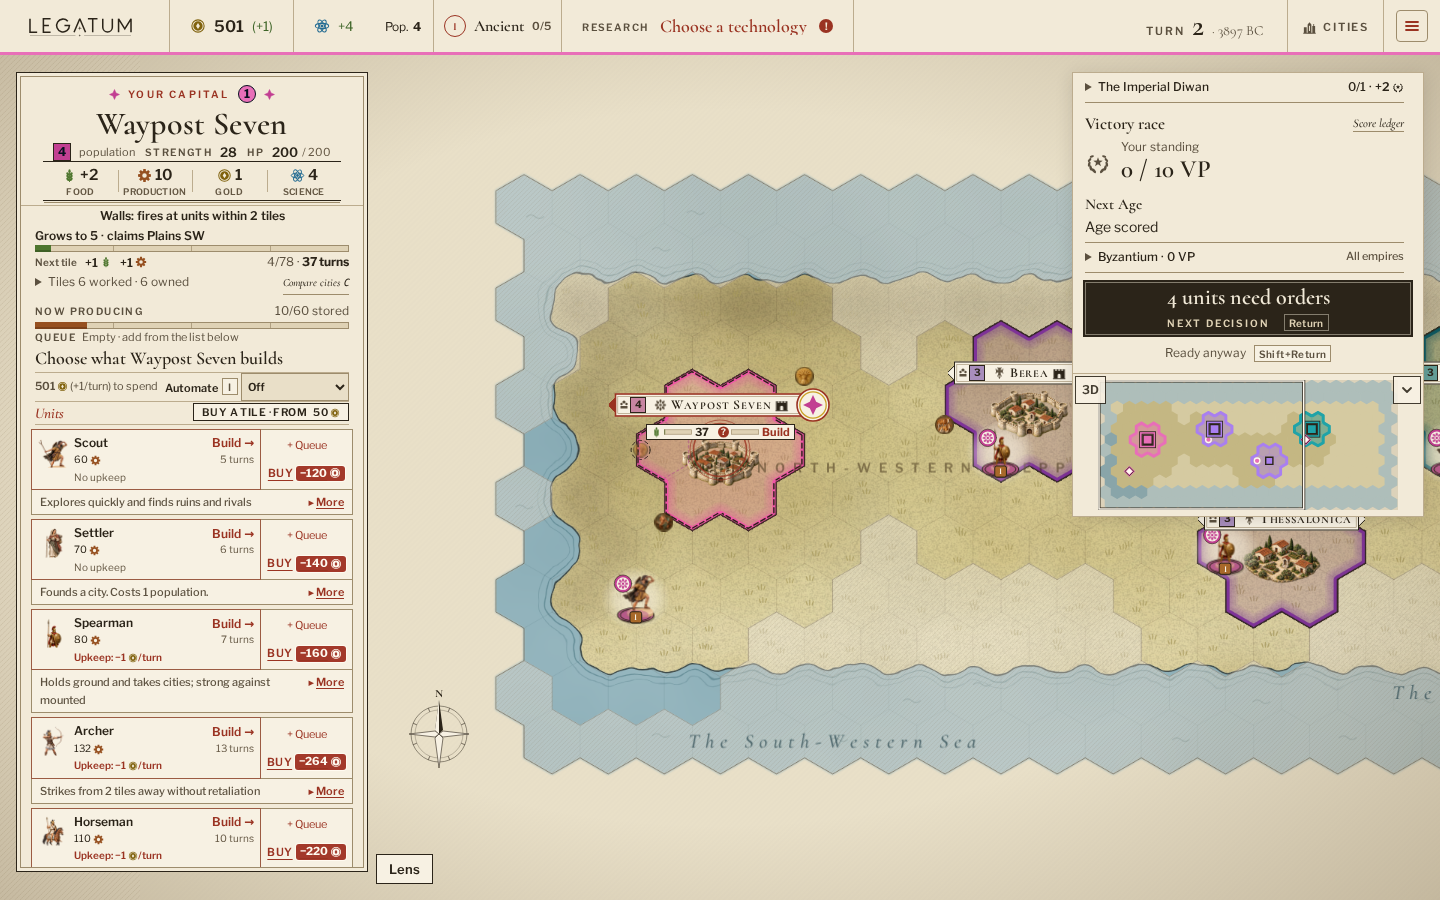 LEGATUM
501 (+1)
+4
Pop. 4
I Ancient 0/5
RESEARCH Choose a technology !
TURN 2 · 3897 BC
CITIES
YOUR CAPITAL 1
Waypost Seven
4 population STRENGTH 28 HP 200 / 200
+2 10 1 4
FOOD PRODUCTION GOLD SCIENCE
Walls: fires at units within 2 tiles
Grows to 5 · claims Plains SW
Next tile +1 +1 4/78 · 37 turns
Tiles 6 worked · 6 owned Compare cities C
NOW PRODUCING 10/60 stored
QUEUE Empty · add from the list below
Choose what Waypost Seven builds
501 (+1/turn) to spend Automate I Off
Units BUY A TILE · FROM 50
Scout Build → + Queue
60 5 turns
No upkeep BUY −120
Explores quickly and finds ruins and rivals ▸ More
Settler Build → + Queue
70 6 turns
No upkeep BUY −140
Founds a city. Costs 1 population. ▸ More
Spearman Build → + Queue
80 7 turns
Upkeep: −1 /turn BUY −160
Holds ground and takes cities; strong against ▸ More
mounted
Archer Build → + Queue
132 13 turns
Upkeep: −1 /turn BUY −264
Strikes from 2 tiles away without retaliation ▸ More
Horseman Build → + Queue
110 10 turns
Upkeep: −1 /turn BUY −220
Lens
N
4 WAYPOST SEVEN
37 ? Build
3 BEREA
I
NORTH-WESTERN
I
3 THESSALONICA
I
The South-Western Sea
The
The Imperial Diwan 0/1 · +2
Victory race Score ledger
Your standing
0 / 10 VP
Next Age
Age scored
Byzantium · 0 VP All empires
4 units need orders
NEXT DECISION Return
Ready anyway Shift+Return
3D
3